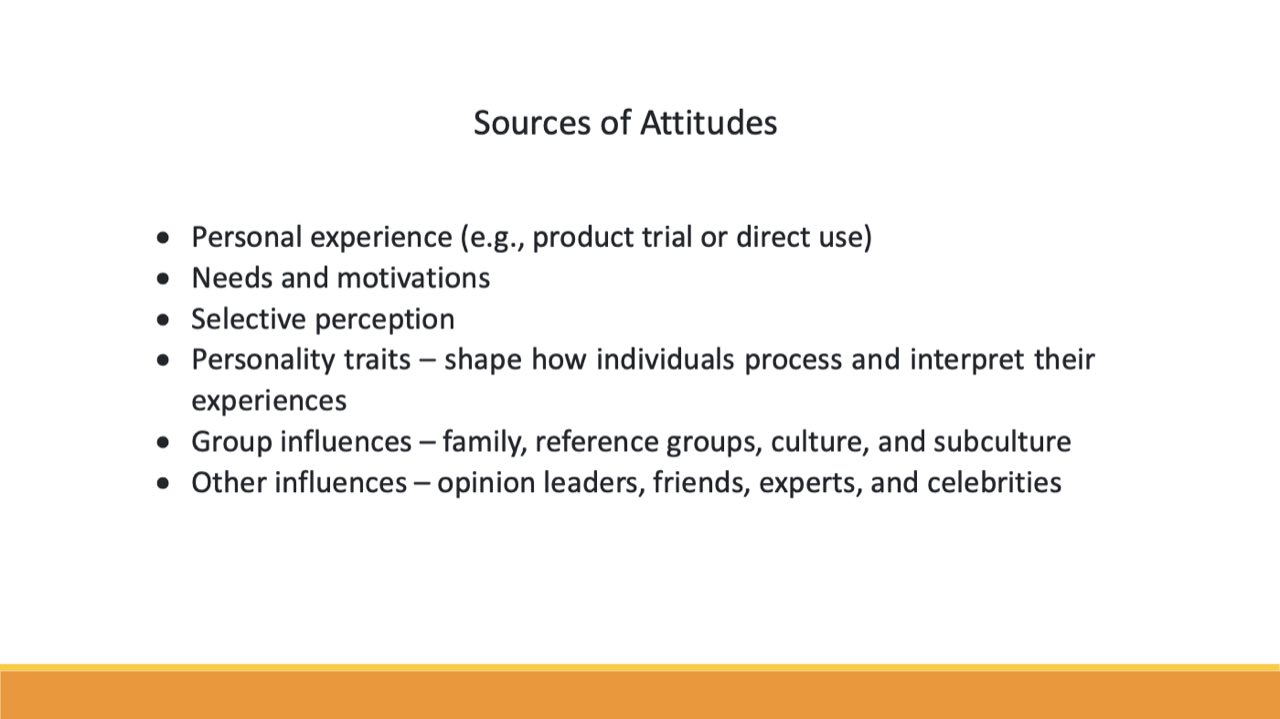 Sources of Attitudes
• Personal experience (e.g., product trial or direct use)
• Needs and motivations
• Selective perception
• Personality traits – shape how individuals process and interpret their
experiences
• Group influences – family, reference groups, culture, and subculture
• Other influences – opinion leaders, friends, experts, and celebrities